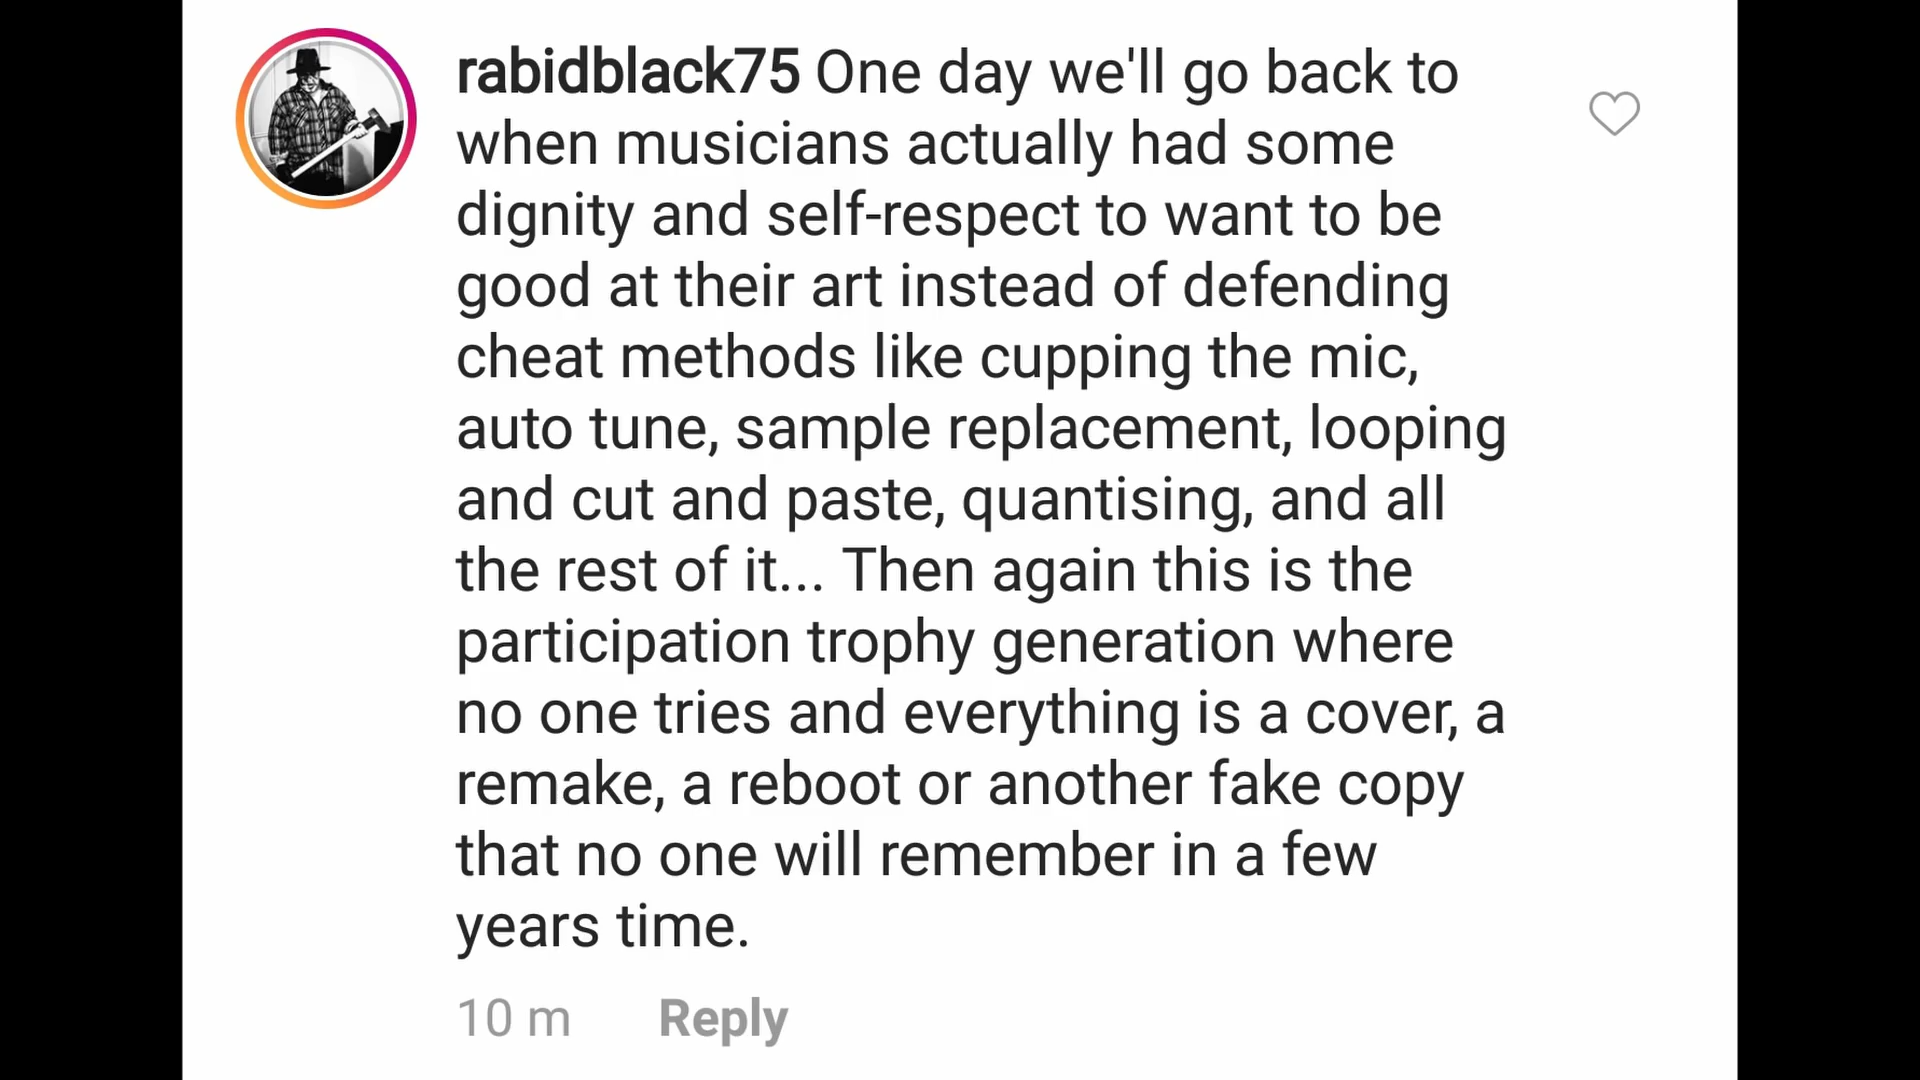 rabidblack75 One day we'll go back to
when musicians actually had some
dignity and self-respect to want to be
good at their art instead of defending
cheat methods like cupping the mic,
auto tune, sample replacement, looping
and cut and paste, quantising, and all
the rest of it... Then again this is the
participation trophy generation where
no one tries and everything is a cover, a
remake, a reboot or another fake copy
that no one will remember in a few
years time.
10 m Reply